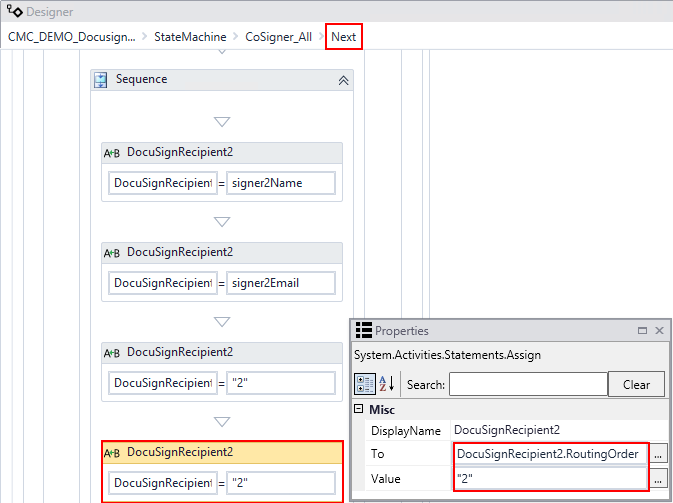 Designer
CMC_DEMO_Docusign... StateMachine CoSigner_All Next
Sequence
A+B DocuSignRecipient2
DocuSignRecipient = signer2Name
A+B DocuSignRecipient2
DocuSignRecipient = signer2Email
A+B DocuSignRecipient2
DocuSignRecipient = "2"
A+B DocuSignRecipient2
DocuSignRecipient = "2"
Properties
System.Activities.Statements.Assign
A Z Search: Clear
Misc
DisplayName DocuSignRecipient2
To DocuSignRecipient2.RoutingOrder ...
Value "2" ...